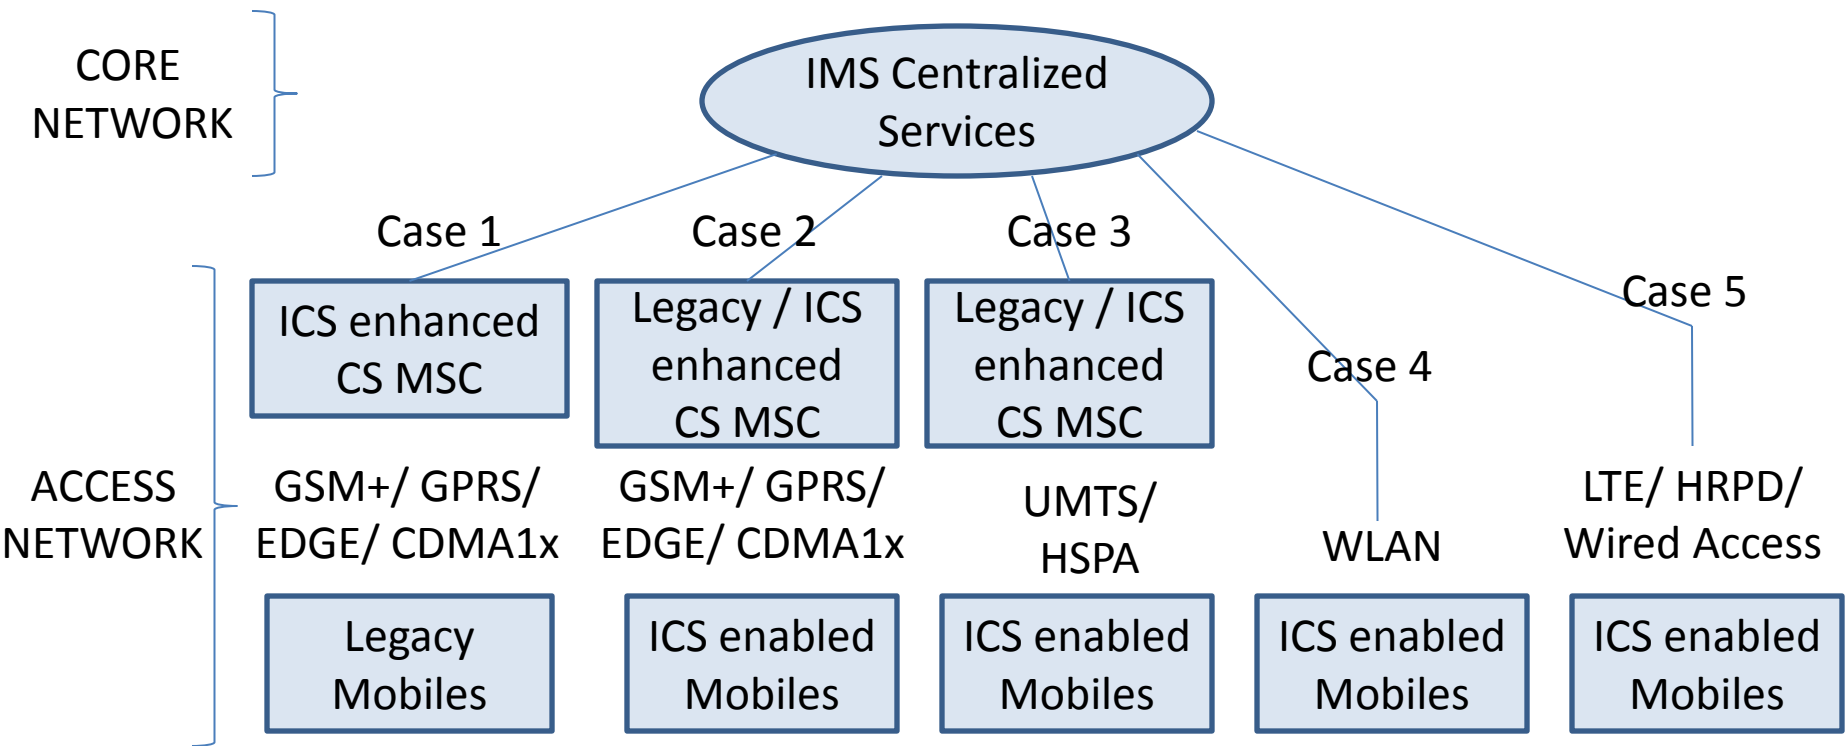 CORE
NETWORK
IMS Centralized
Services
Case 1
Case 2
Case 3
Case 4
Case 5
ICS enhanced
CS MSC
Legacy / ICS
enhanced
CS MSC
Legacy / ICS
enhanced
CS MSC
ACCESS
NETWORK
GSM+/ GPRS/
EDGE/ CDMA1x
GSM+/ GPRS/
EDGE/ CDMA1x
UMTS/
HSPA
WLAN
LTE/ HRPD/
Wired Access
Legacy
Mobiles
ICS enabled
Mobiles
ICS enabled
Mobiles
ICS enabled
Mobiles
ICS enabled
Mobiles